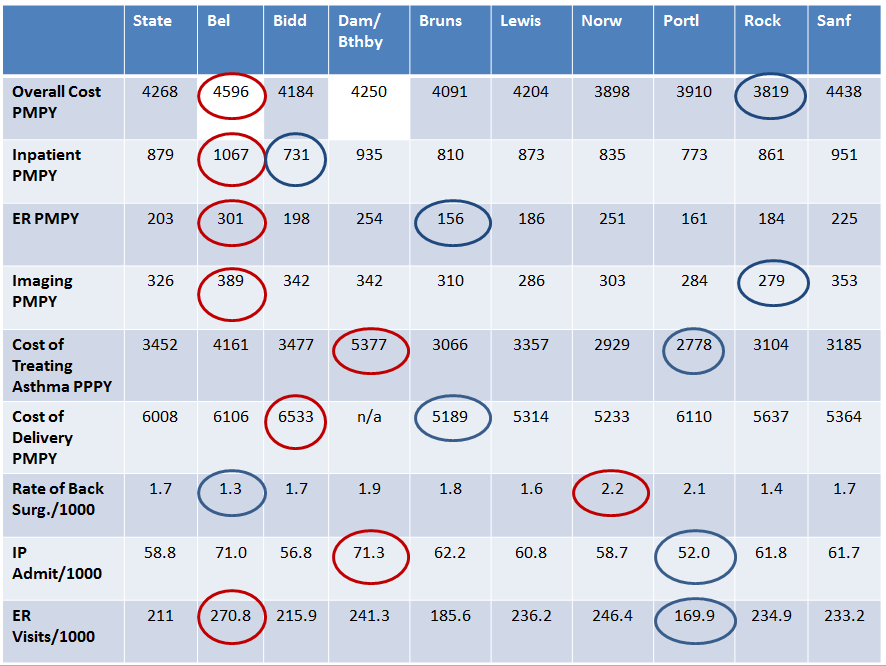 State Bel Bidd Dam/ Bruns Lewis Norw Portl Rock Sanf
Bthby
Overall Cost 4268 4596 4184 4250 4091 4204 3898 3910 3819 4438
PMPY
Inpatient 879 1067 731 935 810 873 835 773 861 951
PMPY
ER PMPY 203 301 198 254 156 186 251 161 184 225
Imaging 326 389 342 342 310 286 303 284 279 353
PMPY
Cost of 3452 4161 3477 5377 3066 3357 2929 2778 3104 3185
Treating
Asthma PPPY
Cost of 6008 6106 6533 n/a 5189 5314 5233 6110 5637 5364
Delivery
PMPY
Rate of Back 1.7 1.3 1.7 1.9 1.8 1.6 2.2 2.1 1.4 1.7
Surg./1000
IP 58.8 71.0 56.8 71.3 62.2 60.8 58.7 52.0 61.8 61.7
Admit/1000
ER 211 270.8 215.9 241.3 185.6 236.2 246.4 169.9 234.9 233.2
Visits/1000